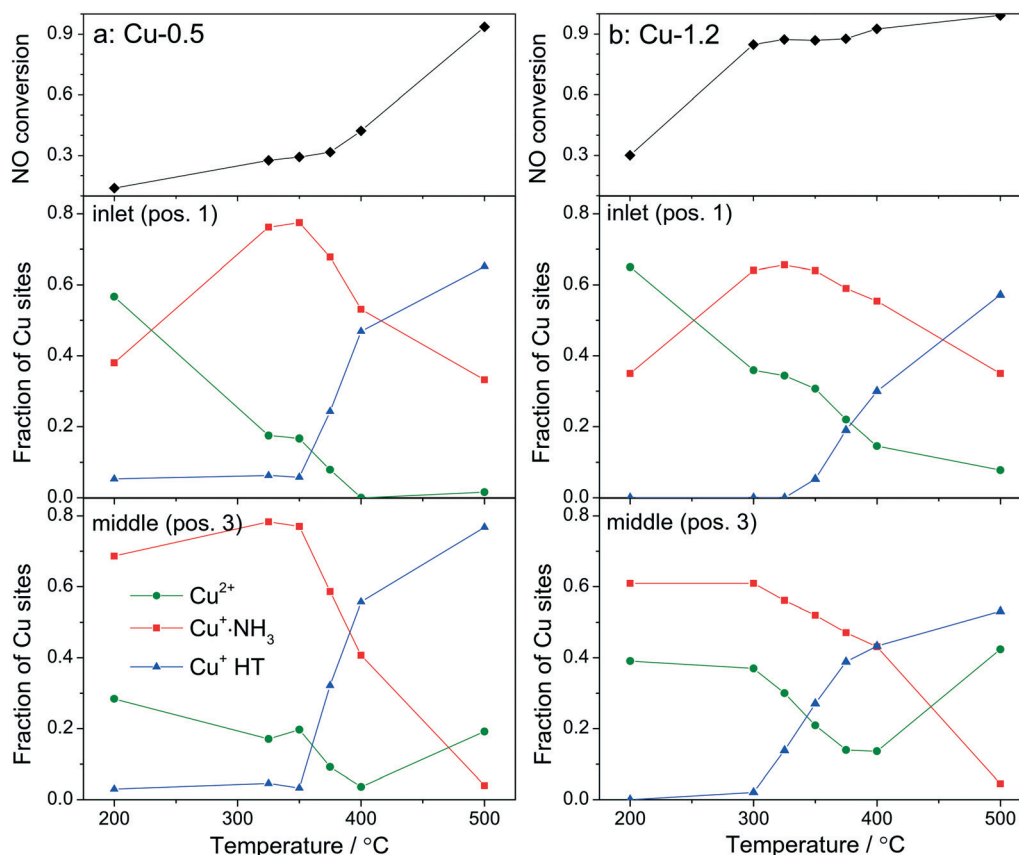 a: Cu-0.5
NO conversion
0.9
0.6
0.3
inlet (pos. 1)
Fraction of Cu sites
0.8
0.6
0.4
0.2
0.0
middle (pos. 3)
Cu²⁺
Cu⁺·NH₃
Cu⁺ HT
Fraction of Cu sites
0.8
0.6
0.4
0.2
0.0
200 300 400 500
Temperature / °C
b: Cu-1.2
NO conversion
0.9
0.6
0.3
inlet (pos. 1)
Fraction of Cu sites
0.8
0.6
0.4
0.2
0.0
middle (pos. 3)
Fraction of Cu sites
0.8
0.6
0.4
0.2
0.0
200 300 400 500
Temperature / °C